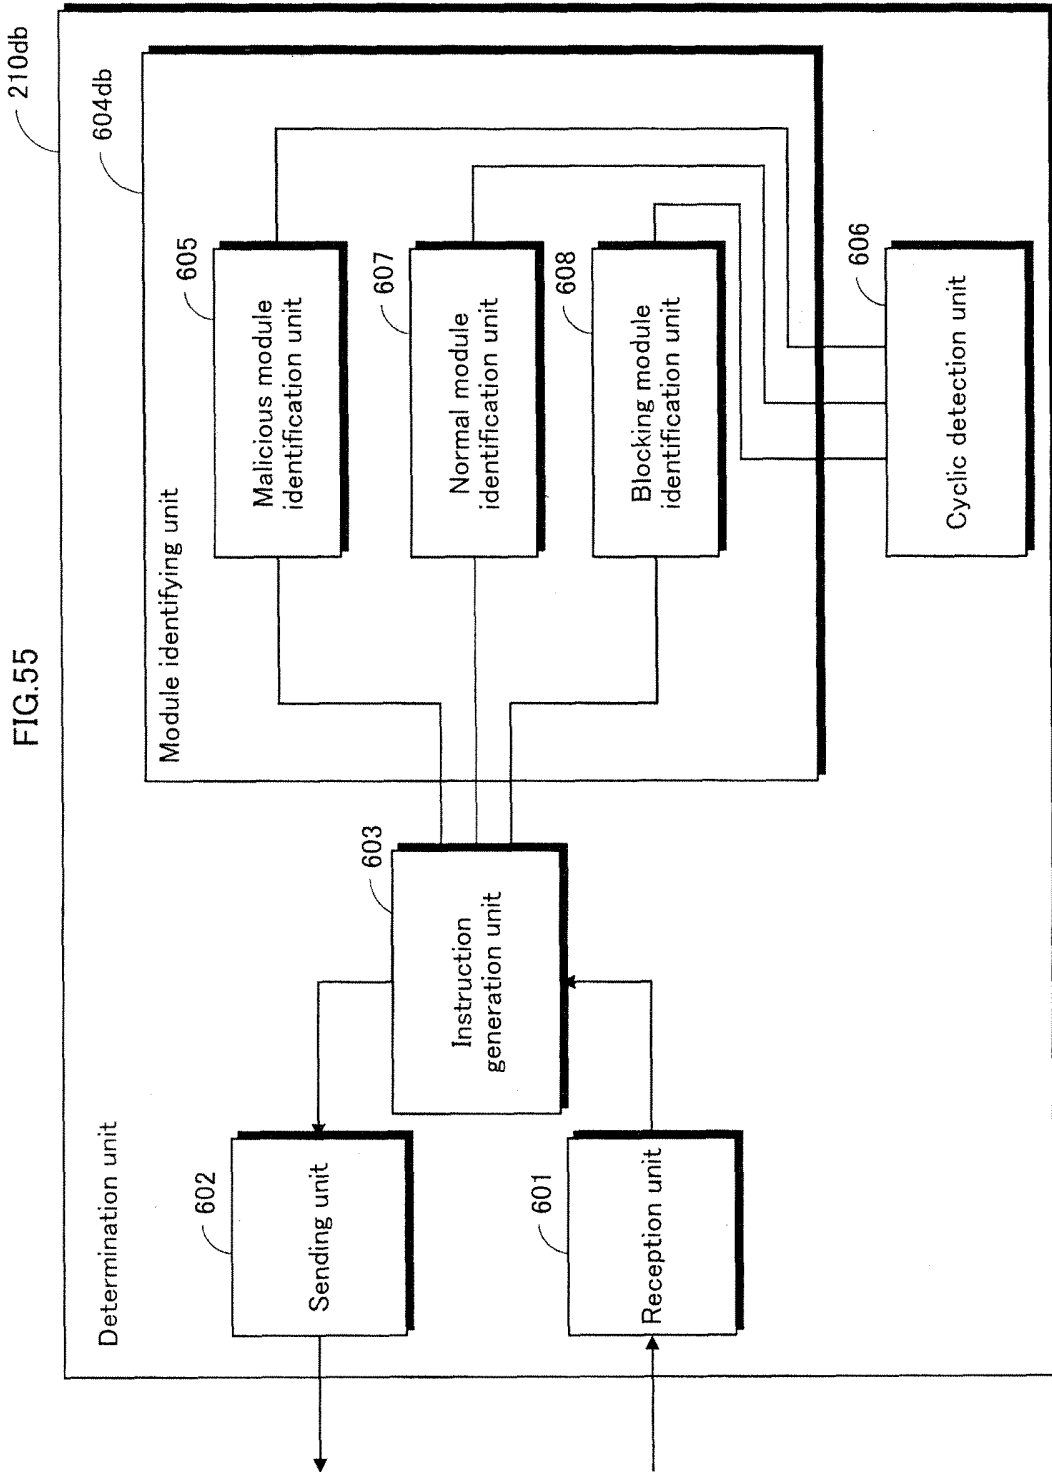 FIG.55
210db
Determination unit
604db
Module identifying unit
602
Sending unit
603
Instruction
generation unit
605
Malicious module
identification unit
607
Normal module
identification unit
601
Reception unit
608
Blocking module
identification unit
606
Cyclic detection unit